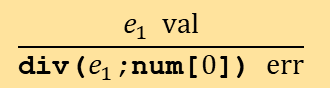 e₁ val
div(e₁;num[0]) err